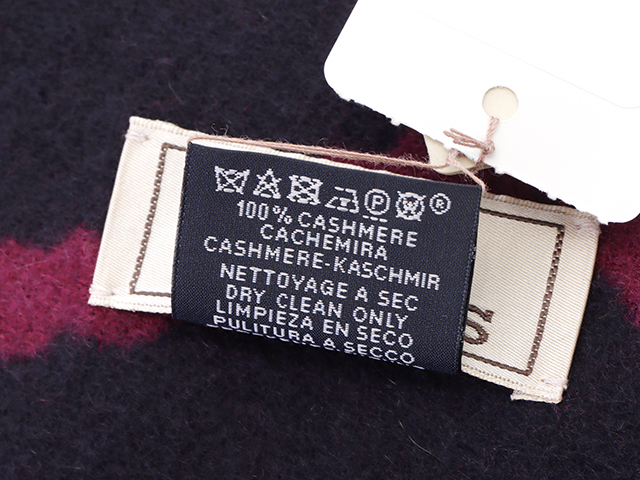 ®
100% CASHMERE
CACHEMIRA
CASHMERE-KASCHMIR
NETTOYAGE A SEC
DRY CLEAN ONLY
LIMPIEZA EN SECO
PULITURA A SECCO
S